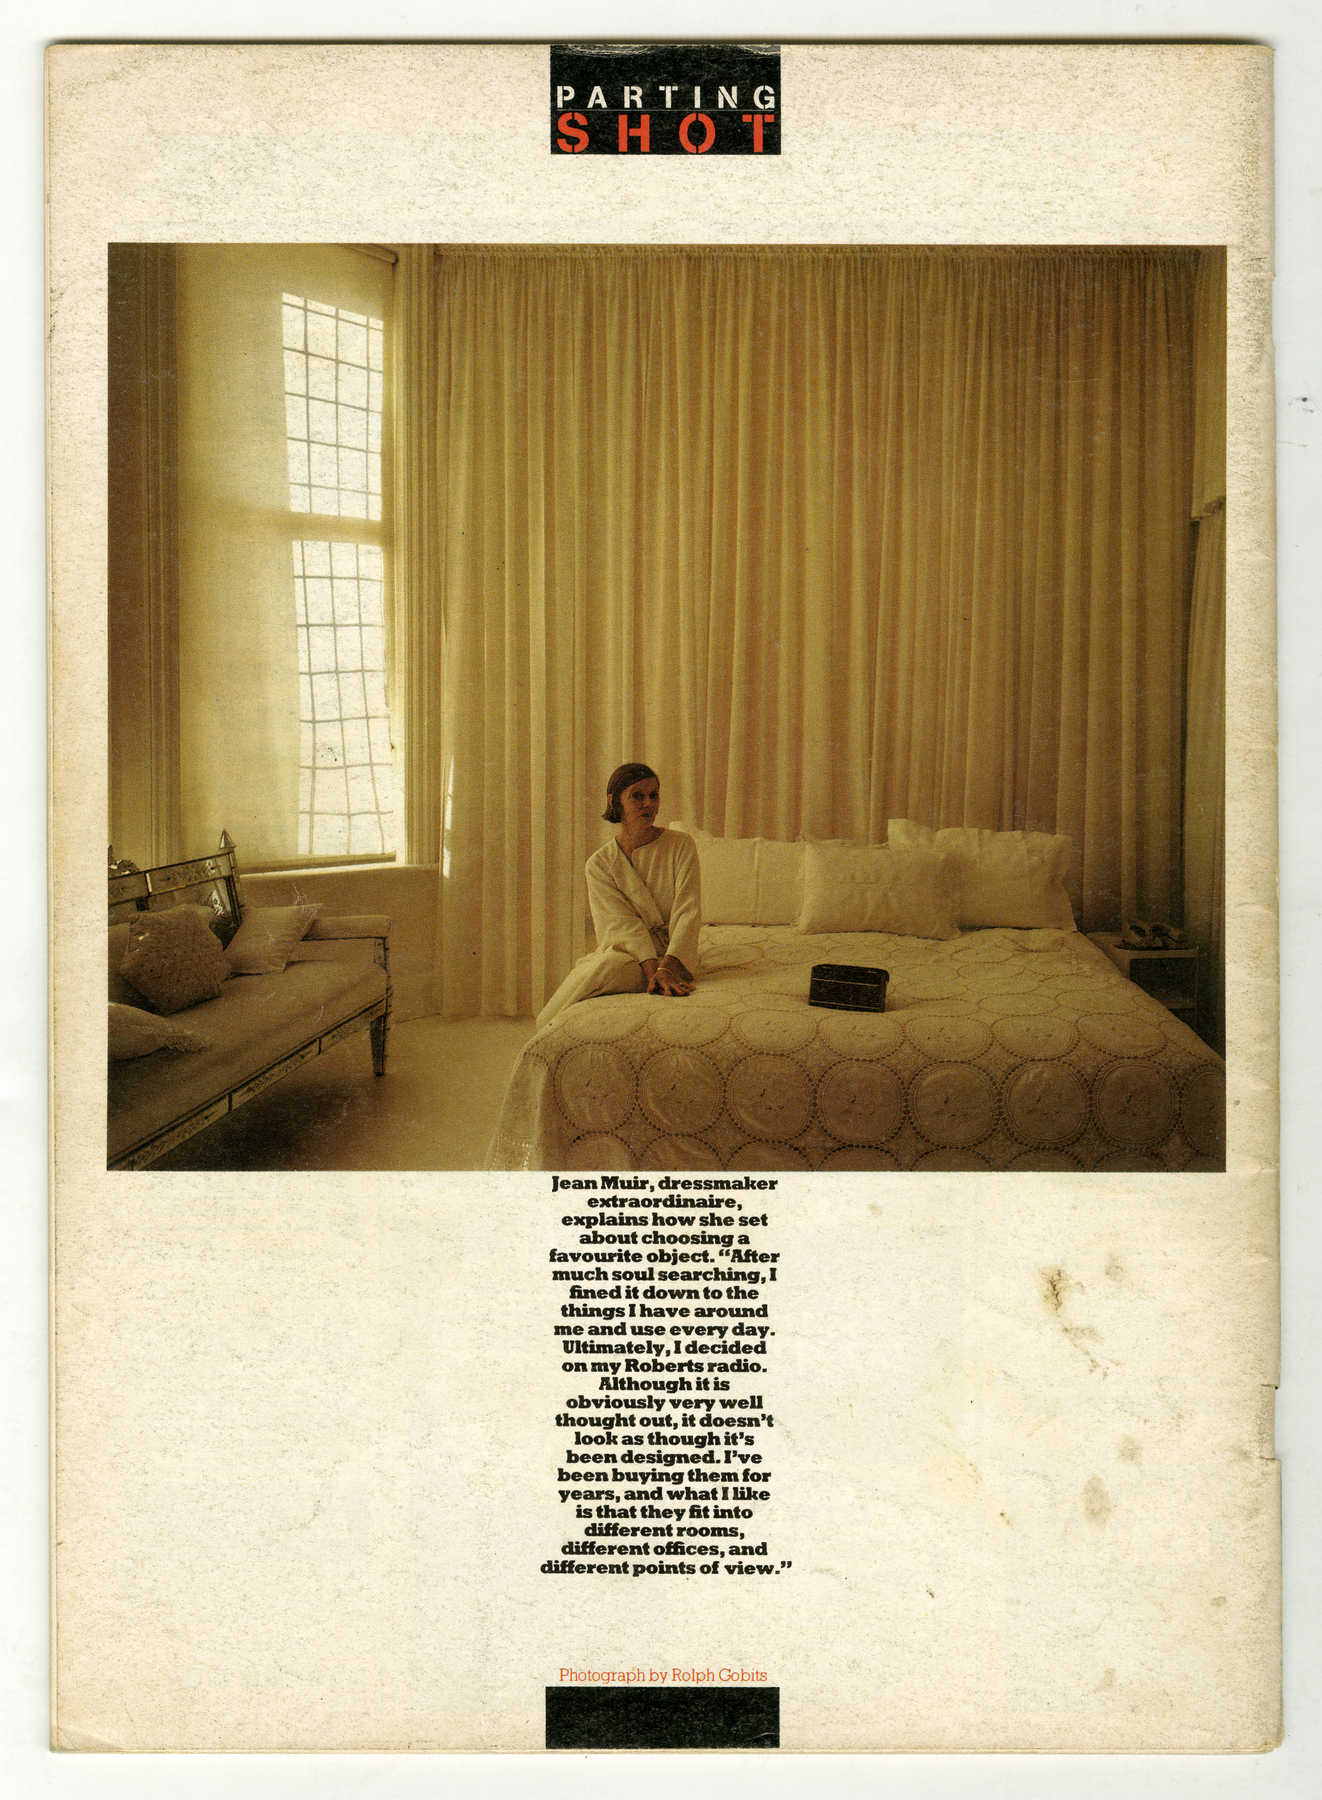 PARTING
SHOT
Jean Muir, dressmaker
extraordinaire,
explains how she set
about choosing a
favourite object. “After
much soul searching, I
fined it down to the
things I have around
me and use every day.
Ultimately, I decided
on my Roberts radio.
Although it is
obviously very well
thought out, it doesn’t
look as though it’s
been designed. I’ve
been buying them for
years, and what I like
is that they fit into
different rooms,
different offices, and
different points of view.”
Photograph by Rolph Gobits